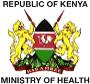 REPUBLIC OF KENYA
MINISTRY OF HEALTH